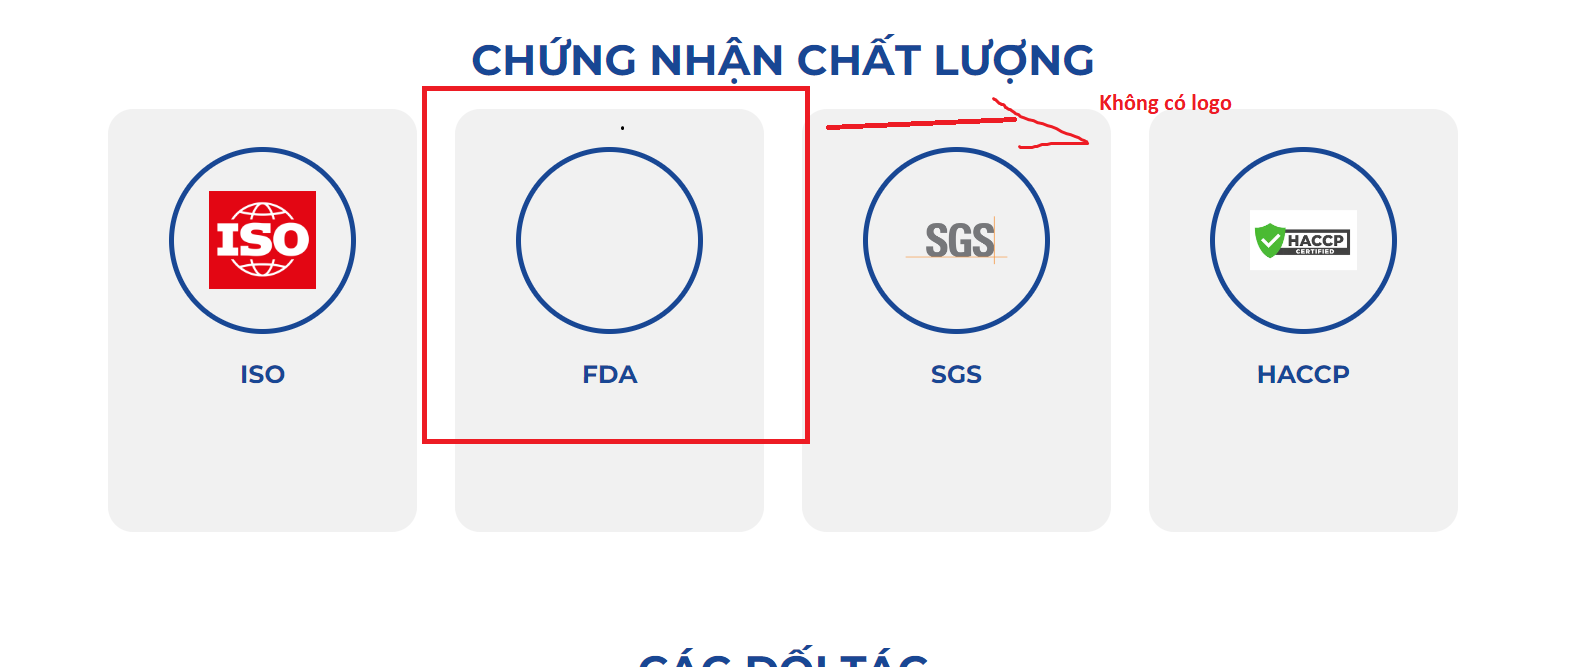 CHỨNG NHẬN CHẤT LƯỢNG
Không có logo
ISO
SGS
HACCP
CERTIFIED
ISO
FDA
SGS
HACCP
CÁC ĐỐI TÁC